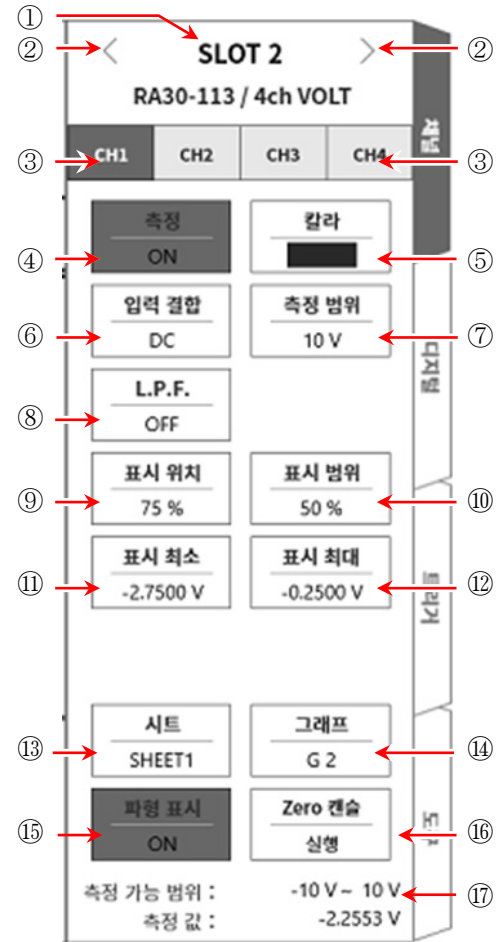 ①
② < SLOT 2 > ②
RA30-113 / 4ch VOLT
채널
③ CH1 CH2 CH3 CH4 ③
측정 칼라
④ ON ⑤
입력 결합 측정 범위
⑥ DC 10 V ⑦
디지털
L.P.F.
⑧ OFF
표시 위치 표시 범위
⑨ 75 % 50 % ⑩
표시 최소 표시 최대
⑪ -2.7500 V -0.2500 V ⑫
트리거
시트 그래프
⑬ SHEET1 G 2 ⑭
파형 표시 Zero 캔슬
⑮ ON 실행 ⑯
측정 가능 범위 : -10 V ~ 10 V ⑰
측정 값 : -2.2553 V